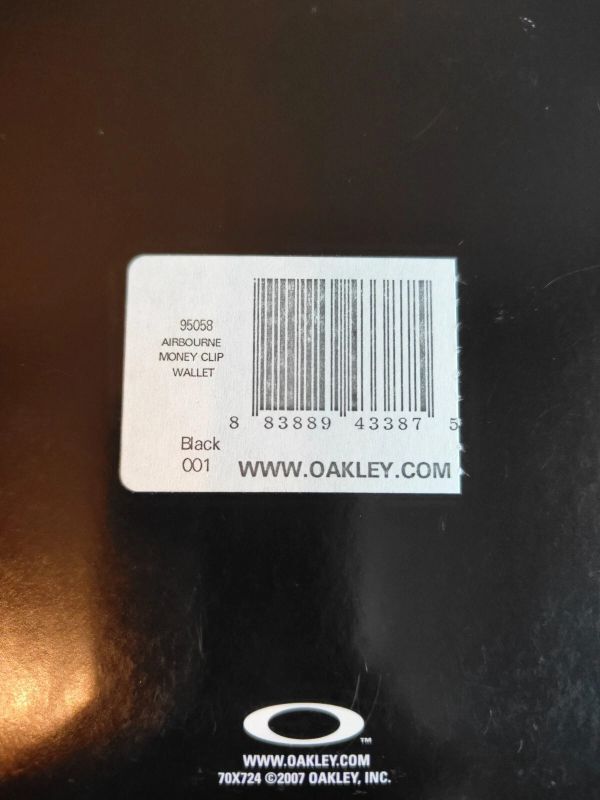 95058
AIRBOURNE
MONEY CLIP
WALLET
8 83889 43387 5
Black
001
WWW.OAKLEY.COM
TM
WWW.OAKLEY.COM
70X724 ©2007 OAKLEY, INC.